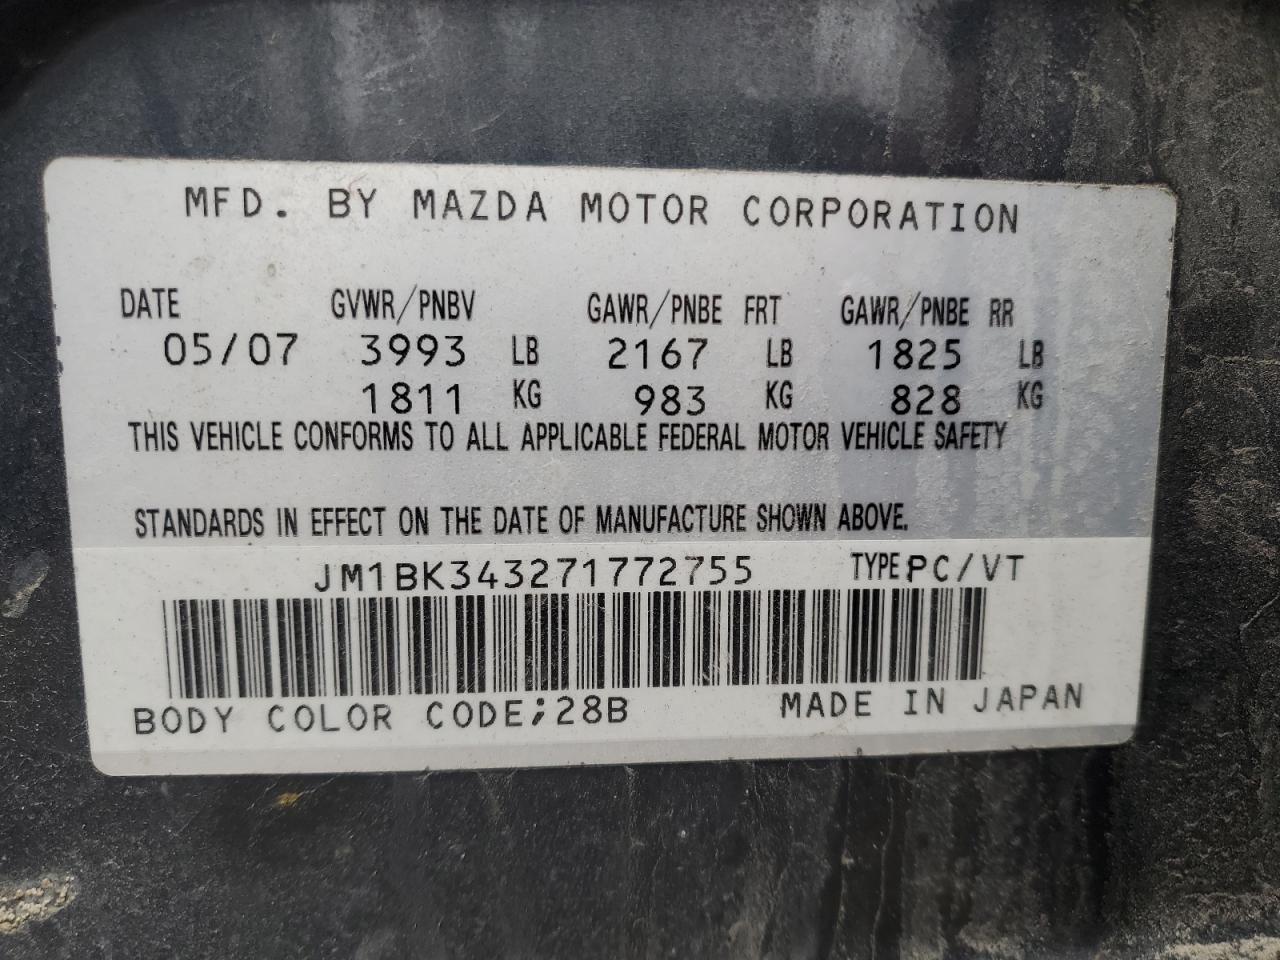 MFD. BY MAZDA MOTOR CORPORATION
DATE GVWR/PNBV GAWR/PNBE FRT GAWR/PNBE RR
05/07 3993 LB 2167 LB 1825 LB
1811 KG 983 KG 828 KG
THIS VEHICLE CONFORMS TO ALL APPLICABLE FEDERAL MOTOR VEHICLE SAFETY
STANDARDS IN EFFECT ON THE DATE OF MANUFACTURE SHOWN ABOVE.
JM1BK343271772755 TYPE PC/VT
BODY COLOR CODE;28B MADE IN JAPAN